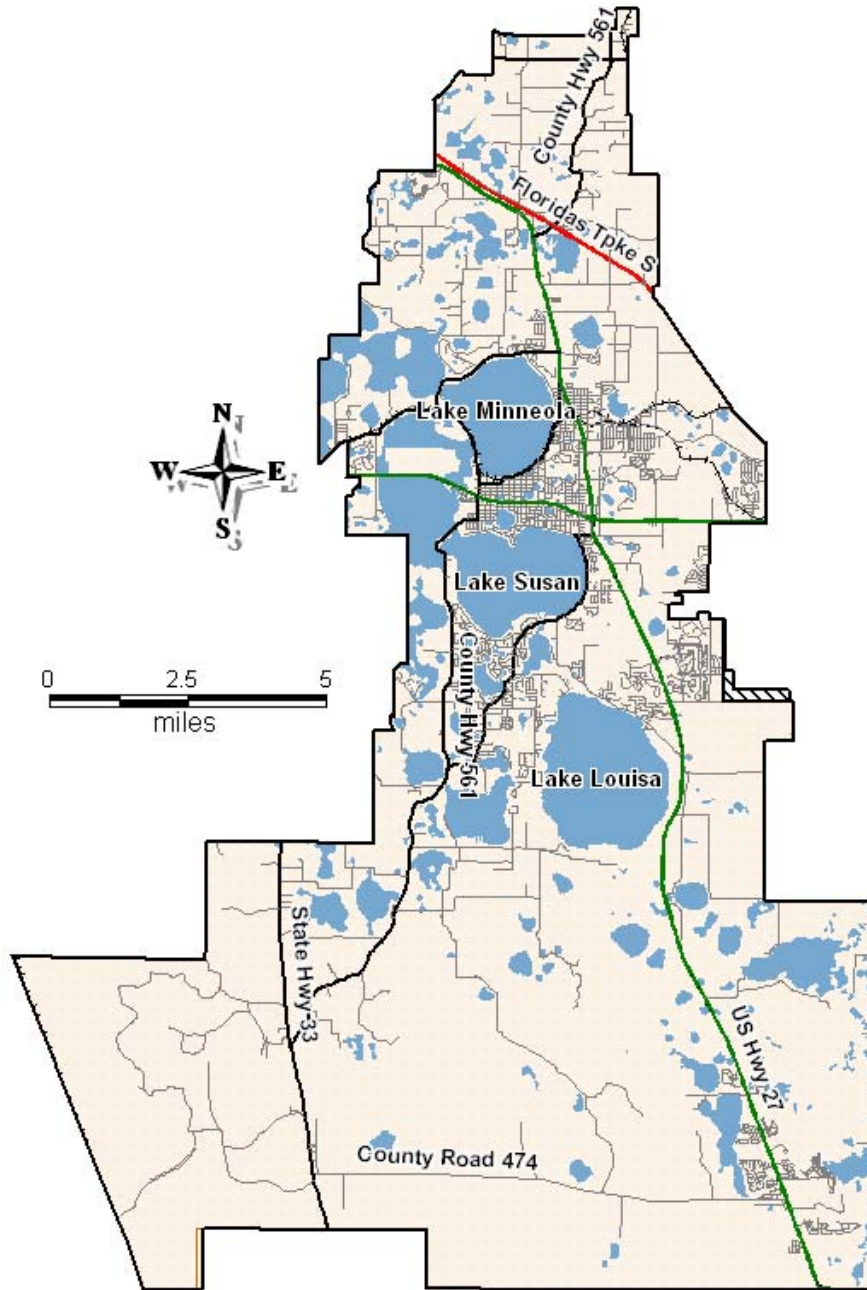 County Hwy 561
Floridas Tpke S
Lake Minneola
N
W E
S
Lake Susan
0 2.5 5
miles
County Hwy 561
Lake Louisa
State Hwy 33
US Hwy 27
County Road 474